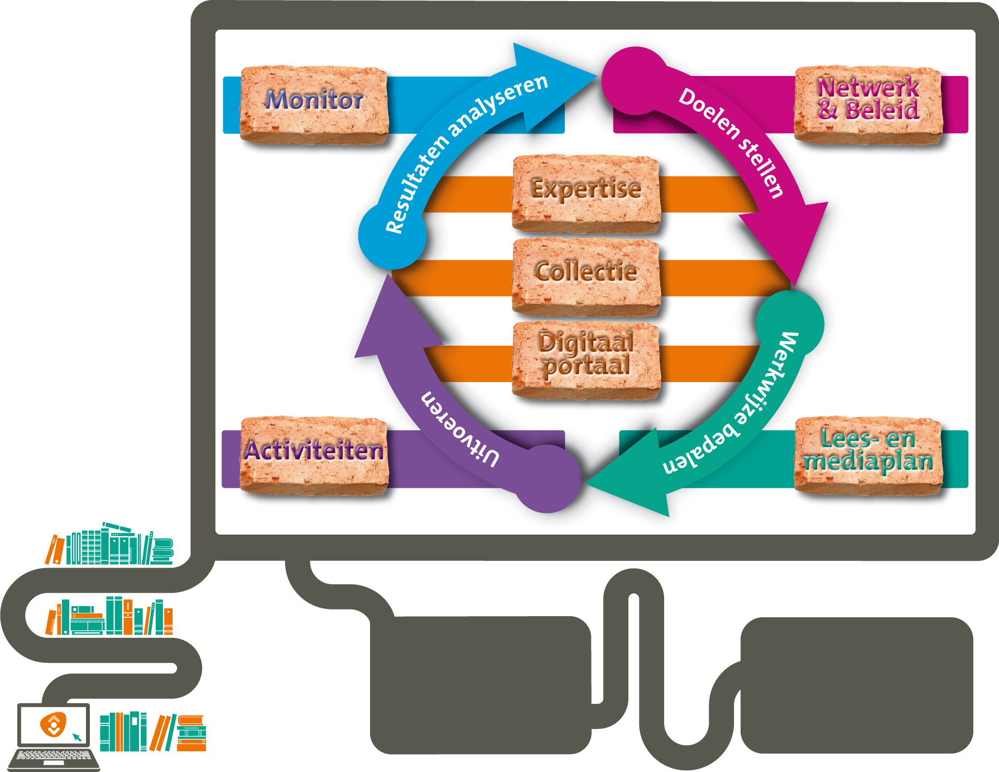 Monitor
Resultaten analyseren
Doelen stellen
Netwerk
& Beleid
Expertise
Collectie
Digitaal
portaal
Uitvoeren
Werkwijze bepalen
Activiteiten
Lees- en
mediaplan